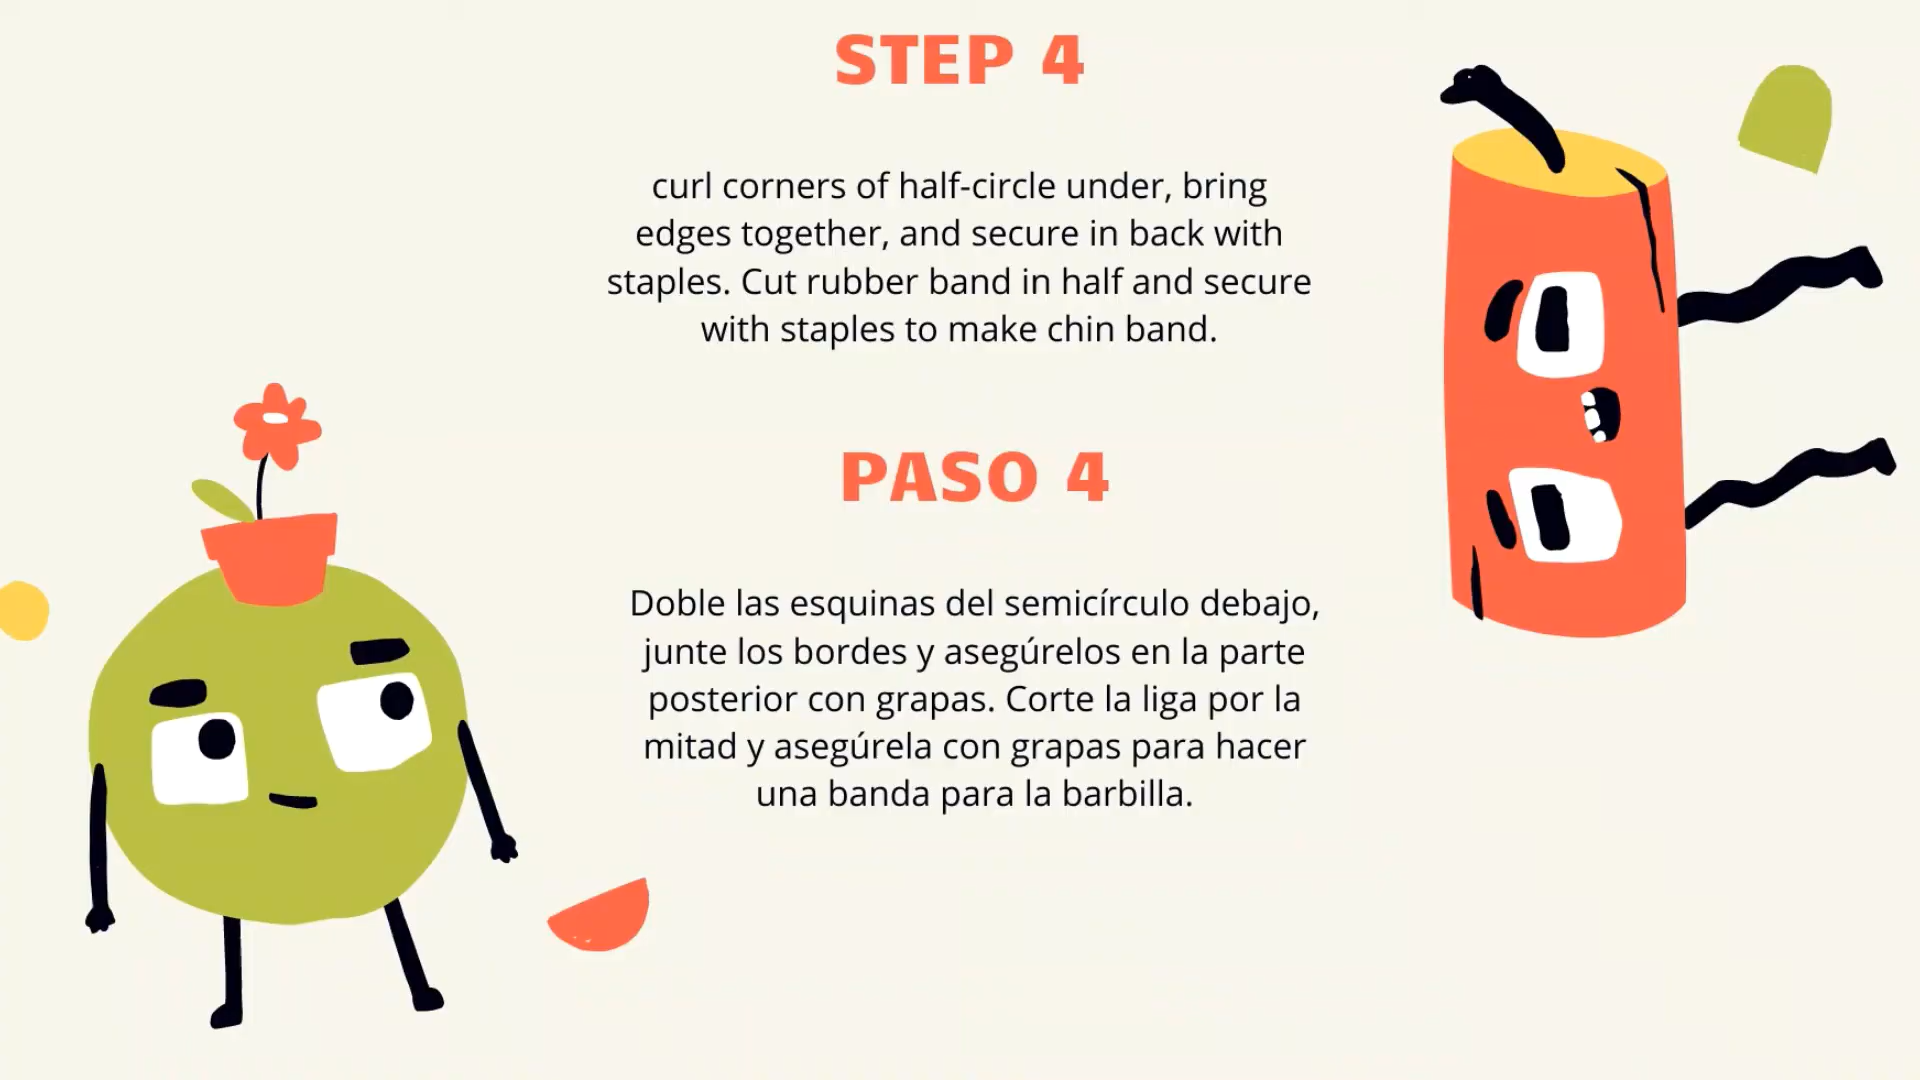 STEP 4
curl corners of half-circle under, bring
edges together, and secure in back with
staples. Cut rubber band in half and secure
with staples to make chin band.
PASO 4
Doble las esquinas del semicírculo debajo,
junte los bordes y asegúrelos en la parte
posterior con grapas. Corte la liga por la
mitad y asegúrela con grapas para hacer
una banda para la barbilla.